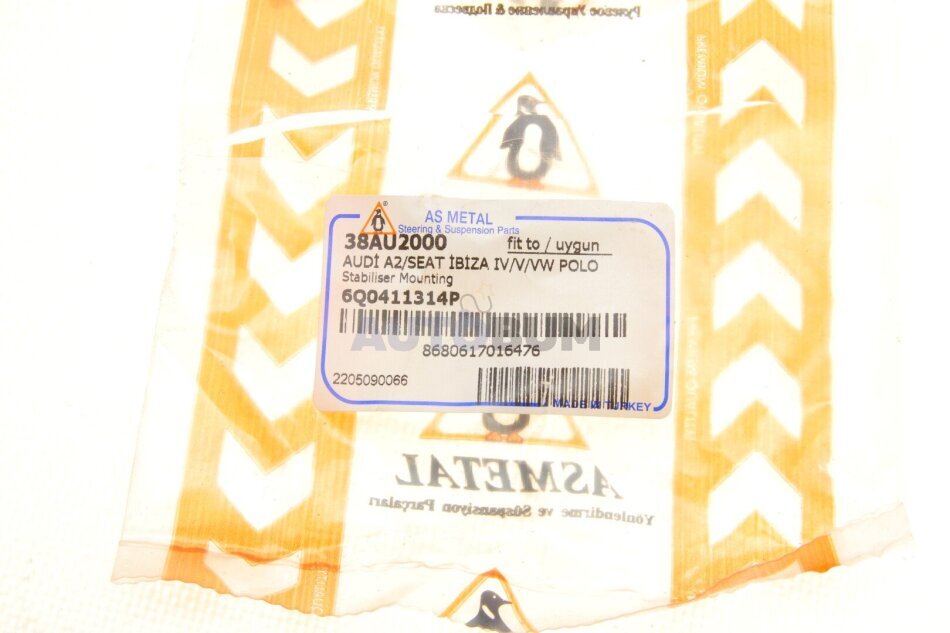 Рулевое Управление & Подвеска
AS METAL
Steering & Suspension Parts
38AU2000 fit to / uygun
AUDİ A2/SEAT İBİZA IV/V/VW POLO
Stabiliser Mounting
6Q0411314P
AUTOBUM
8680617016476
2205090066
MADE IN TURKEY
ASMETAL
Yönlendirme ve Süspansiyon Parçaları